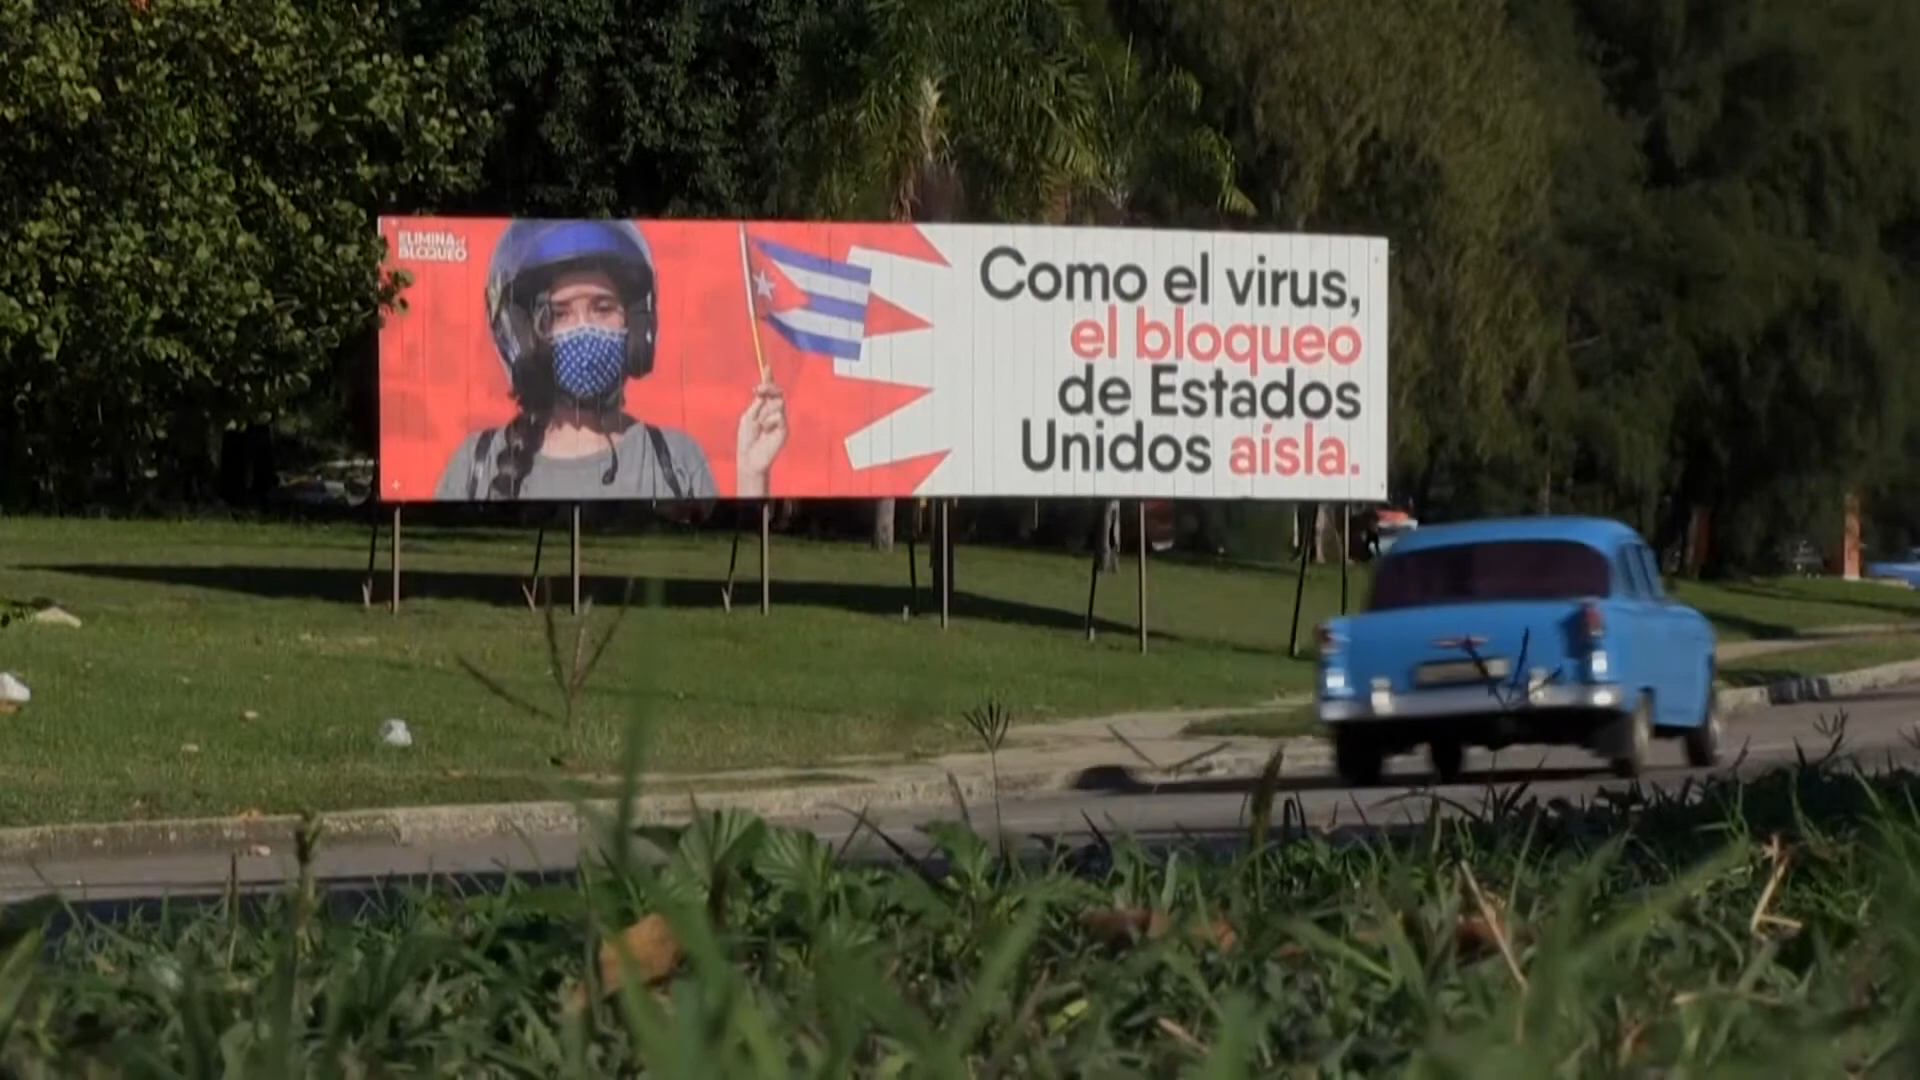 ELIMINA el
BLOQUEO
Como el virus,
el bloqueo
de Estados
Unidos aísla.